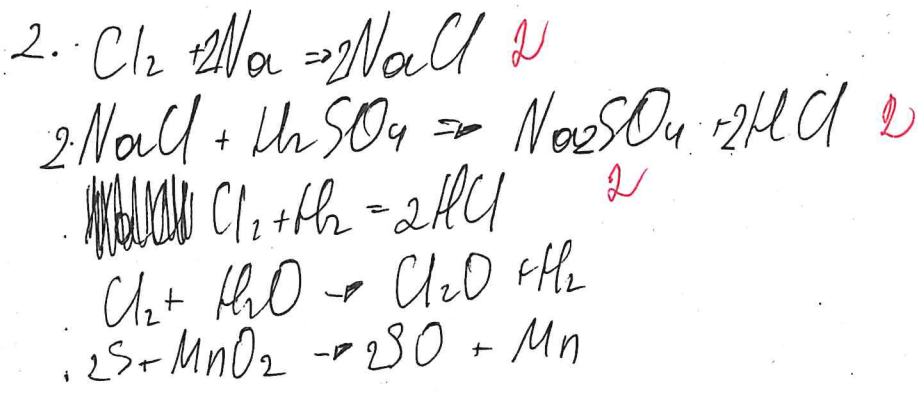 2. Cl2 + 2Na => 2NaCl 2
2NaCl + H2SO4 => Na2SO4 + 2HCl 2
Cl2 + H2 = 2HCl 2
Cl2 + H2O -> Cl2O + H2
2S + MnO2 -> 2SO + Mn